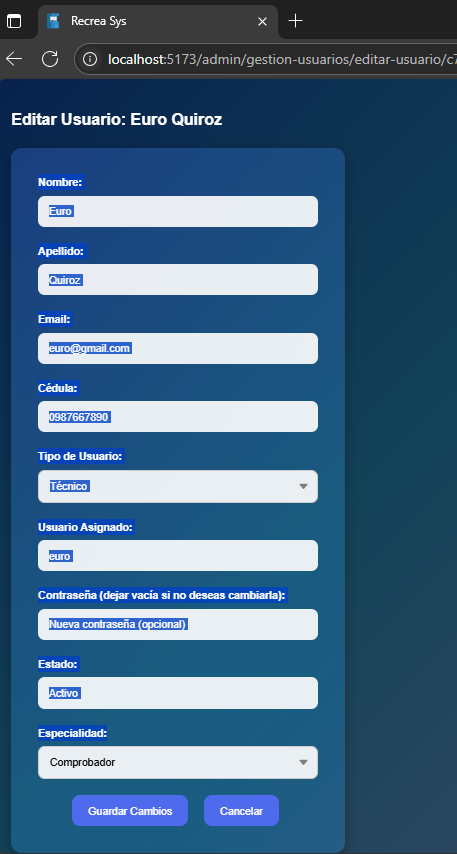 Recrea Sys
localhost:5173/admin/gestion-usuarios/editar-usuario/c7
Editar Usuario: Euro Quiroz
Nombre:
Euro
Apellido:
Quiroz
Email:
euro@gmail.com
Cédula:
0987667890
Tipo de Usuario:
Técnico
Usuario Asignado:
euro
Contraseña (dejar vacía si no deseas cambiarla):
Nueva contraseña (opcional)
Estado:
Activo
Especialidad:
Comprobador
Guardar Cambios
Cancelar